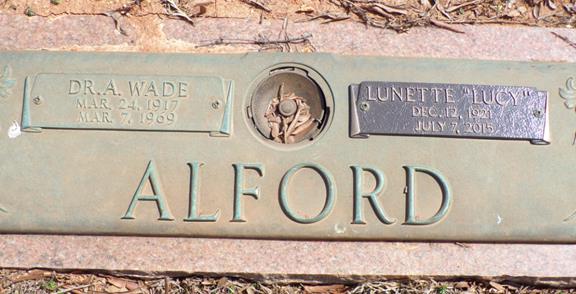 DR. A. WADE
MAR. 24, 1917
MAR. 7, 1969
LUNETTE "LUCY"
DEC. 12, 1921
JULY 7, 2015
ALFORD